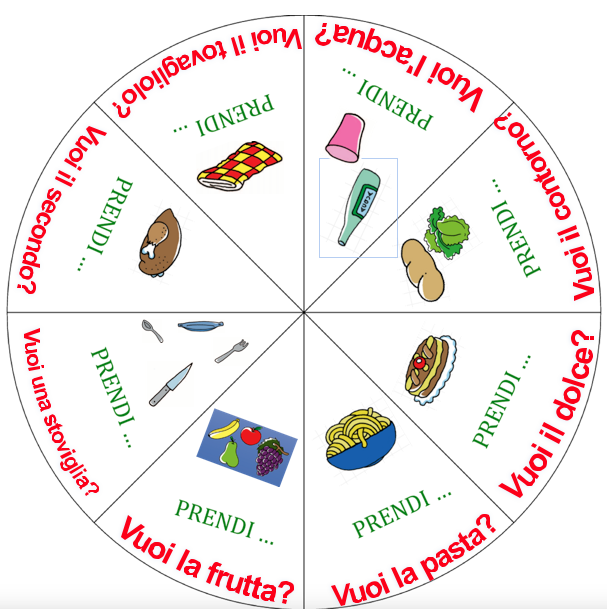 Vuoi l'acqua?
PRENDI ...
Vuoi il contorno?
PRENDI ...
Vuoi il dolce?
PRENDI ...
Vuoi la pasta?
PRENDI ...
Vuoi la frutta?
PRENDI ...
Vuoi una stoviglia?
PRENDI ...
Vuoi il secondo?
PRENDI ...
Vuoi il tovagliolo?
PRENDI ...